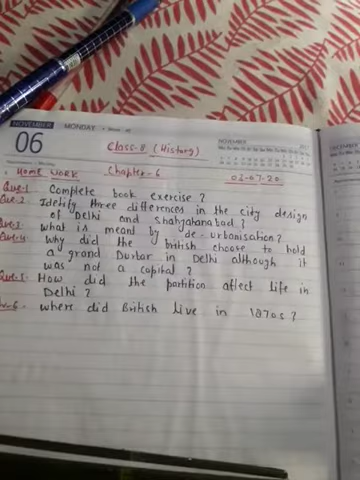 NOVEMBER
06 MONDAY
NOVEMBER
Class-8 (History)
Home Work Chapter-6 03-07-20
Que-1 Complete book exercise?
Que-2 Idetify three differences in the city design
of Delhi and Shahjahanabad?
Que-3 What is meant by de-urbanisation?
Que-4 Why did the british choose to hold
a grand Durbar in Delhi although it
was not a capital?
Que-5 How did the partition affect life in
Delhi?
Que-6 where did British live in 1870s?